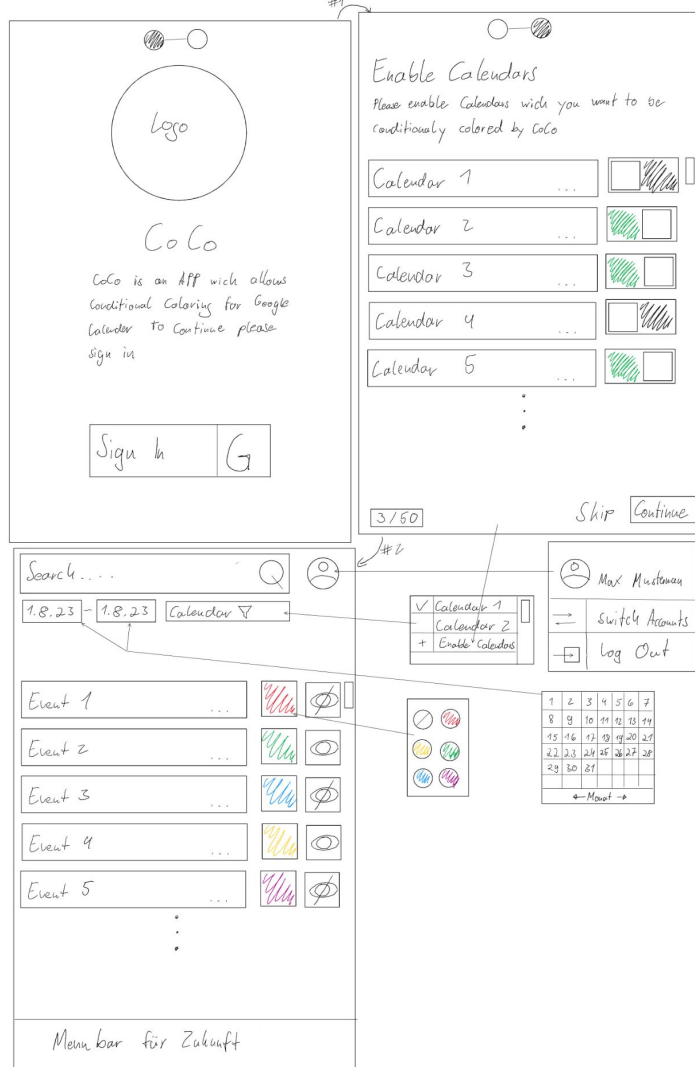 #1
Logo
CoCo
CoCo is an APP wich allows
Conditional Coloring for Google
Calender to Continue please
sign in
Sign In G
Enable Calendars
Please enable Calendars wich you want to be
conditionaly colored by CoCo
Calendar 1 ...
Calendar 2 ...
Calendar 3 ...
Calendar 4 ...
Calendar 5 ...
3/50
Skip Continue
#2
Search....
1.8.23 - 1.8.23 Calendar
Event 1 ...
Event 2 ...
Event 3 ...
Event 4 ...
Event 5 ...
Menu bar für Zukunft
Calendar 1
Calendar 2
+ Enable Calendars
Max Musterman
Switch Accounts
Log Out
1 2 3 4 5 6 7
8 9 10 11 12 13 14
15 16 17 18 19 20 21
22 23 24 25 26 27 28
29 30 31
← Monat →